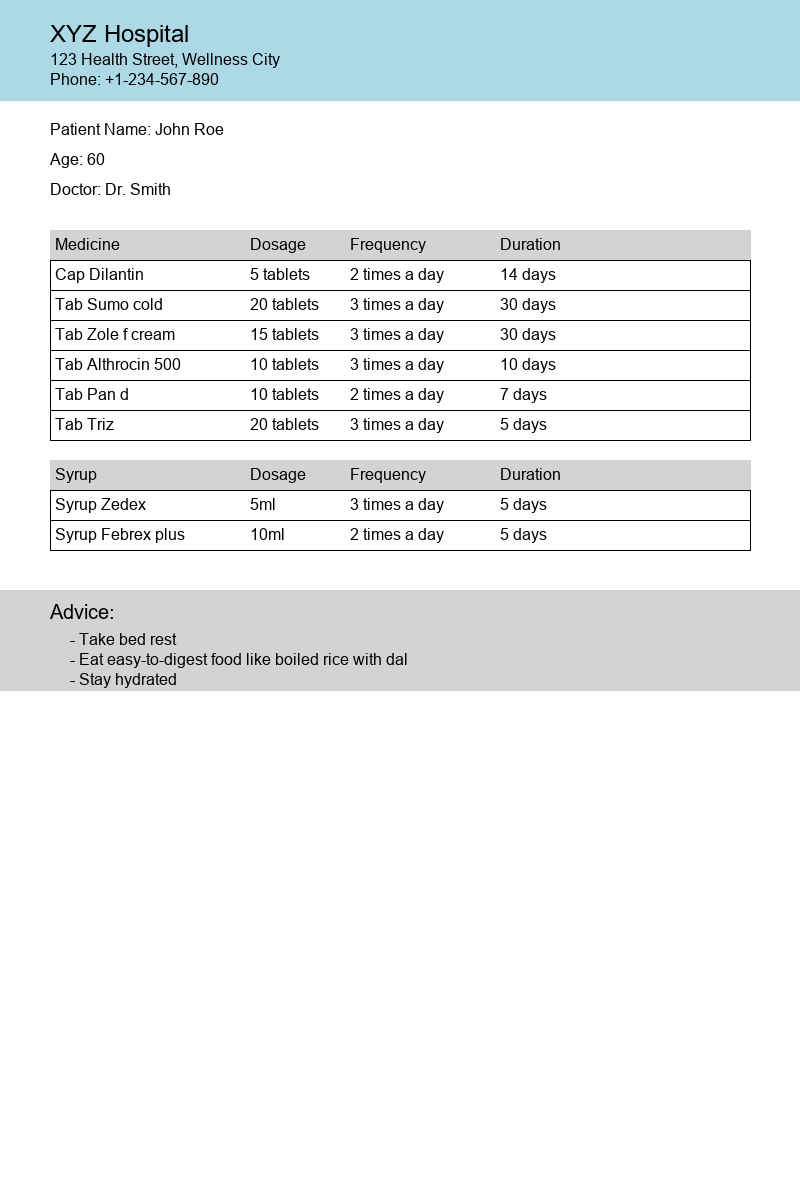 XYZ Hospital
123 Health Street, Wellness City
Phone: +1-234-567-890
Patient Name: John Roe
Age: 60
Doctor: Dr. Smith
Medicine Dosage Frequency Duration
Cap Dilantin 5 tablets 2 times a day 14 days
Tab Sumo cold 20 tablets 3 times a day 30 days
Tab Zole f cream 15 tablets 3 times a day 30 days
Tab Althrocin 500 10 tablets 3 times a day 10 days
Tab Pan d 10 tablets 2 times a day 7 days
Tab Triz 20 tablets 3 times a day 5 days
Syrup Dosage Frequency Duration
Syrup Zedex 5ml 3 times a day 5 days
Syrup Febrex plus 10ml 2 times a day 5 days
Advice:
- Take bed rest
- Eat easy-to-digest food like boiled rice with dal
- Stay hydrated